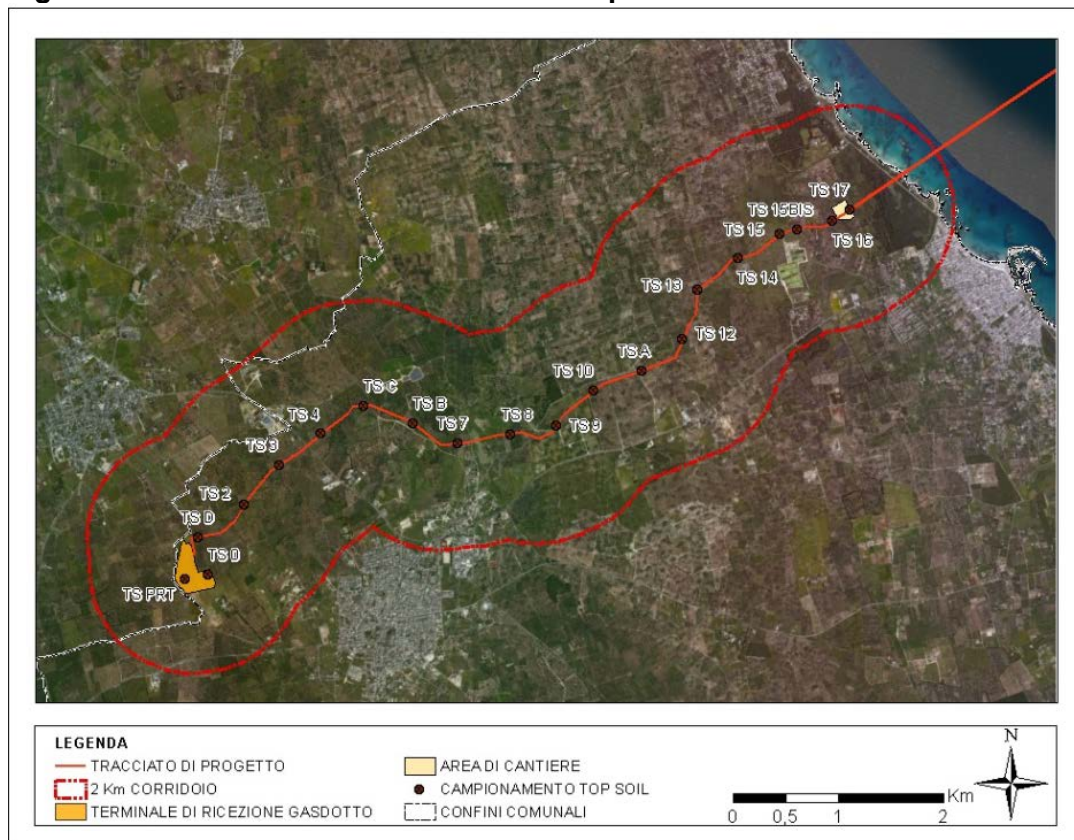 TS 17
TS 15BIS
TS 15
TS 16
TS 14
TS 13
TS 12
TS A
TS 10
TS C
TS B
TS 8
TS 9
TS 4
TS 7
TS 3
TS 2
TS D
TS 0
TS PRT
LEGENDA
TRACCIATO DI PROGETTO
2 Km CORRIDOIO
TERMINALE DI RICEZIONE GASDOTTO
AREA DI CANTIERE
CAMPIONAMENTO TOP SOIL
CONFINI COMUNALI
N
Km
0 0,5 1 2